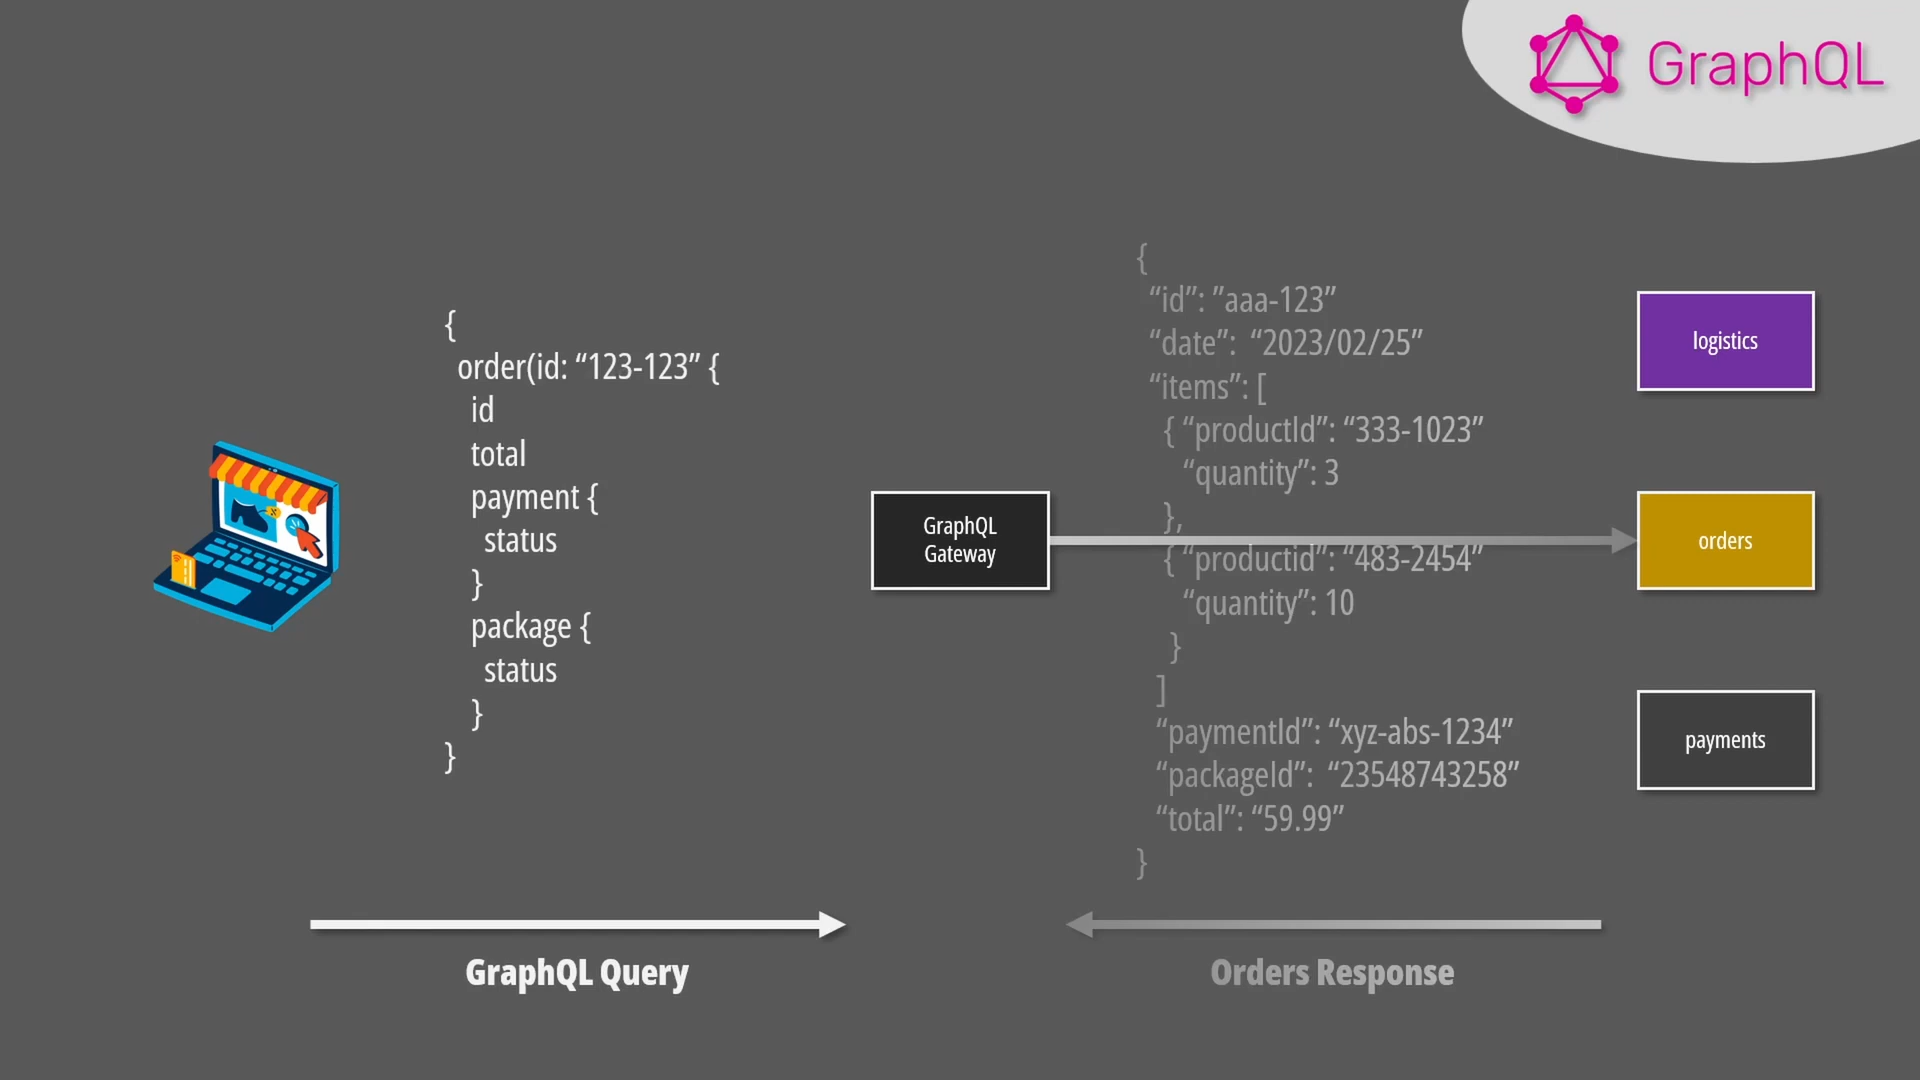 GraphQL
{
order(id: “123-123” {
id
total
payment {
status
}
package {
status
}
}
GraphQL
Gateway
{
“id”: ”aaa-123”
“date”: “2023/02/25”
“items”: [
{ “productId”: “333-1023”
“quantity”: 3
},
{ “productid”: “483-2454”
“quantity”: 10
}
]
“paymentId”: “xyz-abs-1234”
“packageId”: “23548743258”
“total”: “59.99”
}
logistics
orders
payments
GraphQL Query
Orders Response